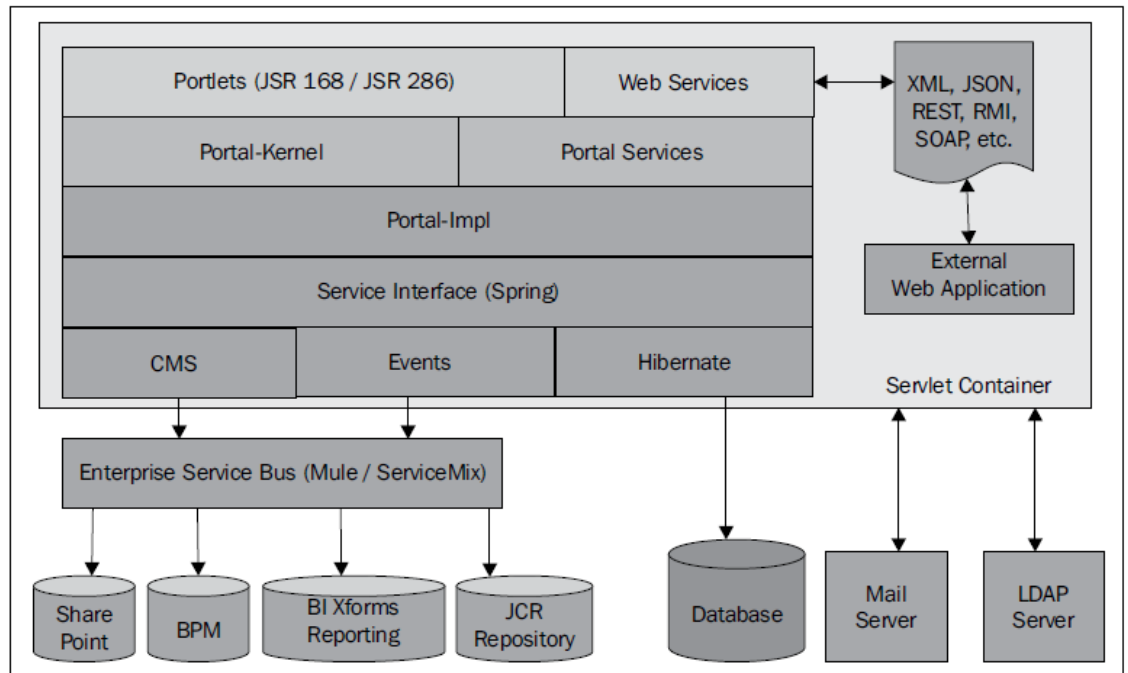 Portlets (JSR 168 / JSR 286)
Web Services
XML, JSON,
REST, RMI,
SOAP, etc.
Portal-Kernel
Portal Services
Portal-Impl
External
Web Application
Service Interface (Spring)
CMS
Events
Hibernate
Servlet Container
Enterprise Service Bus (Mule / ServiceMix)
Share
Point
BPM
BI Xforms
Reporting
JCR
Repository
Database
Mail
Server
LDAP
Server